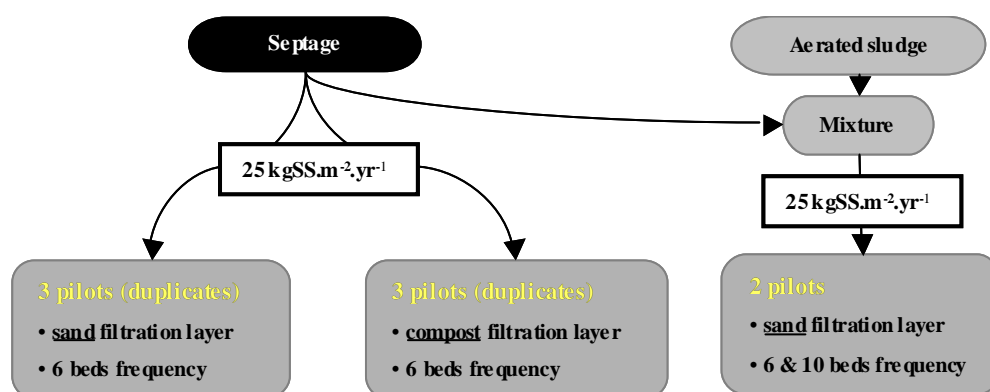 Septage
Aerated sludge
Mixture
25 kgSS.m⁻².yr⁻¹
25 kgSS.m⁻².yr⁻¹
3 pilots (duplicates)
• sand filtration layer
• 6 beds frequency
3 pilots (duplicates)
• compost filtration layer
• 6 beds frequency
2 pilots
• sand filtration layer
• 6 & 10 beds frequency